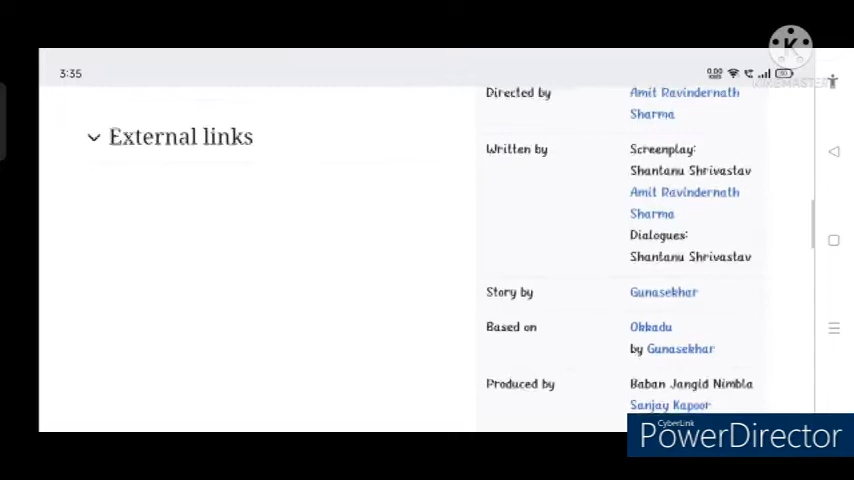 3:35
KINEMASTER
External links
Directed by
Amit Ravindernath
Sharma
Written by
Screenplay:
Shantanu Shrivastav
Amit Ravindernath
Sharma
Dialogues:
Shantanu Shrivastav
Story by
Gunasekhar
Based on
Okkadu
by Gunasekhar
Produced by
Baban Jangid Nimbla
Sanjay Kapoor
CyberLink
PowerDirector